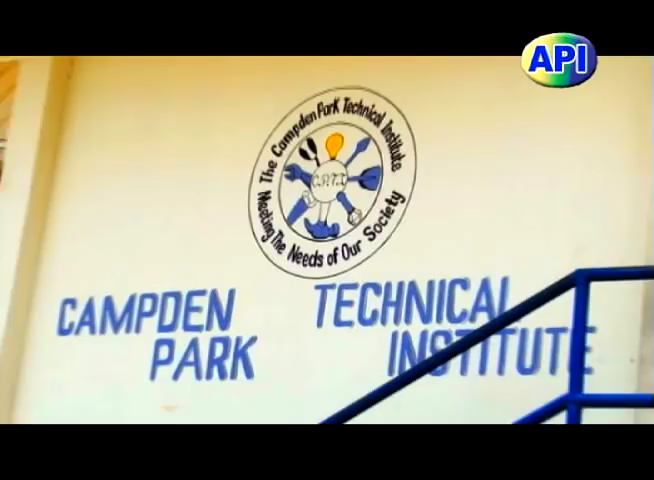 API
The Campden Park Technical Institute
C.P.T.I
Meeting The Needs of Our Society
CAMPDEN TECHNICAL
PARK INSTITUTE